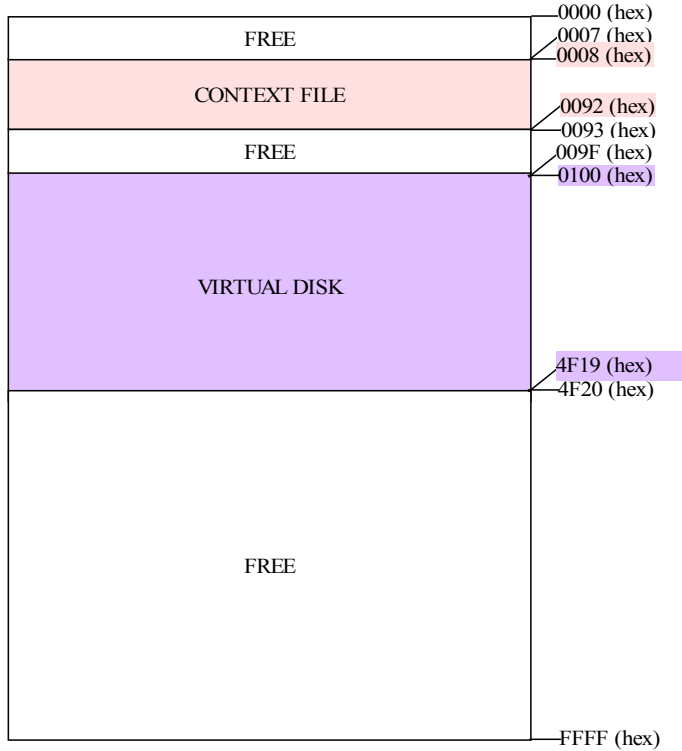 0000 (hex)
FREE
0007 (hex)
0008 (hex)
CONTEXT FILE
0092 (hex)
0093 (hex)
FREE
009F (hex)
0100 (hex)
VIRTUAL DISK
4F19 (hex)
4F20 (hex)
FREE
FFFF (hex)